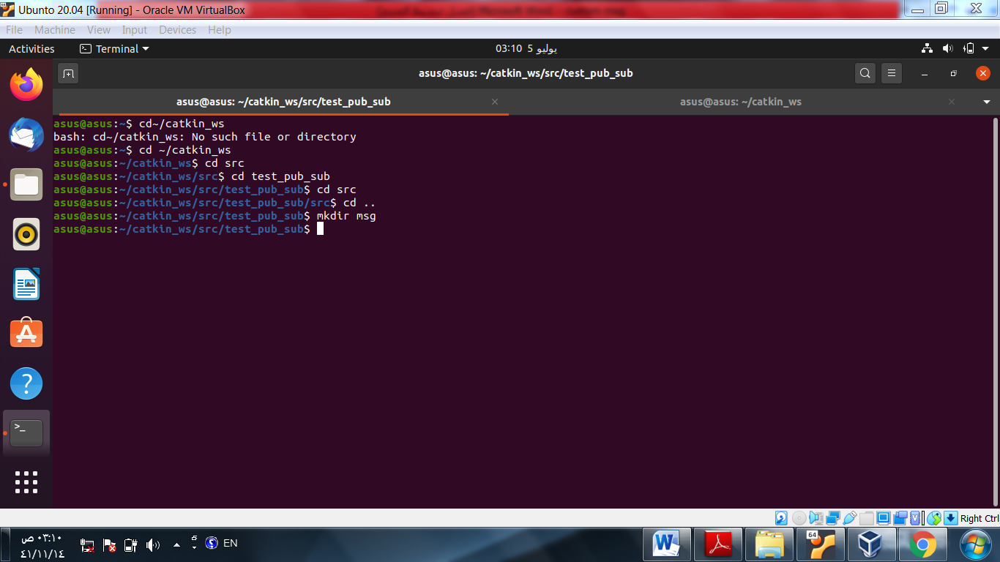 Ubunto 20.04 [Running] - Oracle VM VirtualBox
File Machine View Input Devices Help
Activities Terminal 03:10 5 يوليو
asus@asus: ~/catkin_ws/src/test_pub_sub
asus@asus: ~/catkin_ws/src/test_pub_sub asus@asus: ~/catkin_ws
asus@asus:~$ cd~/catkin_ws
bash: cd~/catkin_ws: No such file or directory
asus@asus:~$ cd ~/catkin_ws
asus@asus:~/catkin_ws$ cd src
asus@asus:~/catkin_ws/src$ cd test_pub_sub
asus@asus:~/catkin_ws/src/test_pub_sub$ cd src
asus@asus:~/catkin_ws/src/test_pub_sub/src$ cd ..
asus@asus:~/catkin_ws/src/test_pub_sub$ mkdir msg
asus@asus:~/catkin_ws/src/test_pub_sub$
Right Ctrl
٠٣:١٠ ص
٤١/١١/١٤
EN
64